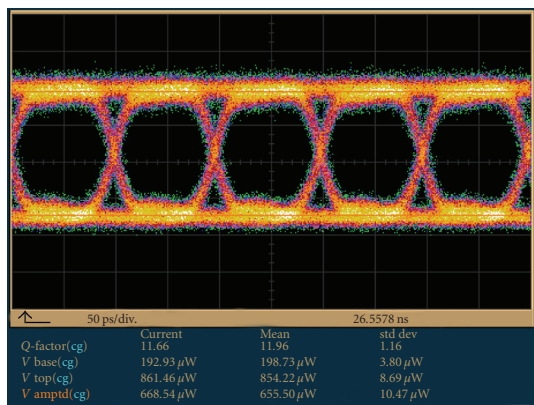 50 ps/div. 26.5578 ns
Current Mean std dev
Q-factor(cg) 11.66 11.96 1.16
V base(cg) 192.93 μW 198.73 μW 3.80 μW
V top(cg) 861.46 μW 854.22 μW 8.69 μW
V amptd(cg) 668.54 μW 655.50 μW 10.47 μW